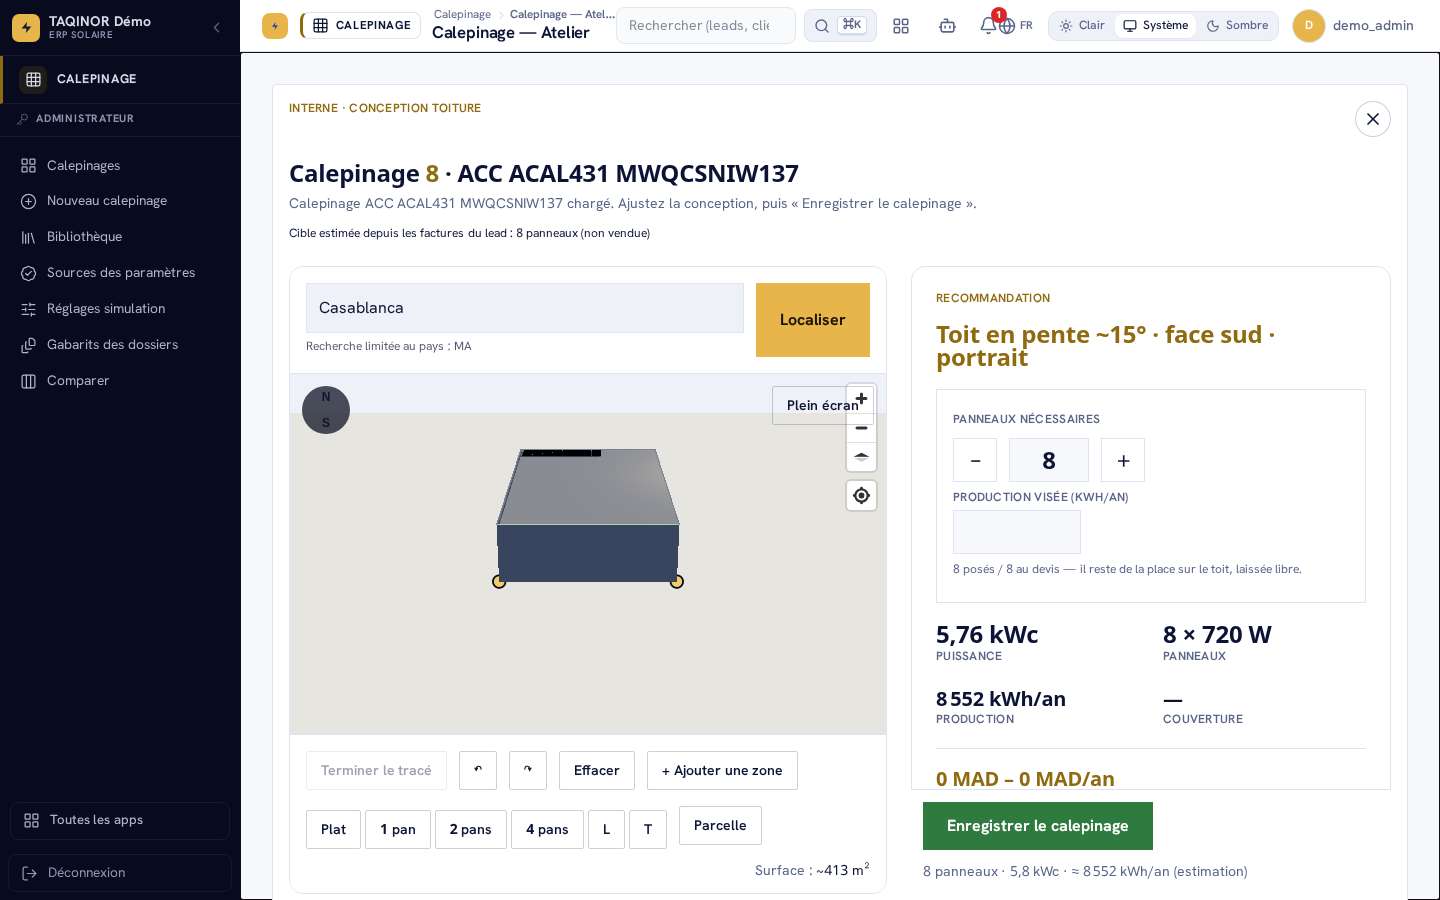 TAQINOR Démo
ERP SOLAIRE
CALEPINAGE
ADMINISTRATEUR
Calepinages
Nouveau calepinage
Bibliothèque
Sources des paramètres
Réglages simulation
Gabarits des dossiers
Comparer
Toutes les apps
Déconnexion
CALEPINAGE
Calepinage > Calepinage — Atel...
Calepinage — Atelier
Rechercher (leads, clie
⌘K
1
FR
Clair
Système
Sombre
D
demo_admin
INTERNE · CONCEPTION TOITURE
Calepinage 8 · ACC ACAL431 MWQCSNIW137
Calepinage ACC ACAL431 MWQCSNIW137 chargé. Ajustez la conception, puis « Enregistrer le calepinage ».
Cible estimée depuis les factures du lead : 8 panneaux (non vendue)
Casablanca
Localiser
Recherche limitée au pays : MA
N
S
Plein écran
Terminer le tracé
↶
↷
Effacer
+ Ajouter une zone
Plat
1 pan
2 pans
4 pans
L
T
Parcelle
Surface : ~413 m²
RECOMMANDATION
Toit en pente ~15° · face sud ·
portrait
PANNEAUX NÉCESSAIRES
−
8
+
PRODUCTION VISÉE (KWH/AN)
8 posés / 8 au devis — il reste de la place sur le toit, laissée libre.
5,76 kWc
PUISSANCE
8 × 720 W
PANNEAUX
8 552 kWh/an
PRODUCTION
—
COUVERTURE
0 MAD – 0 MAD/an
Enregistrer le calepinage
8 panneaux · 5,8 kWc · ≈ 8 552 kWh/an (estimation)